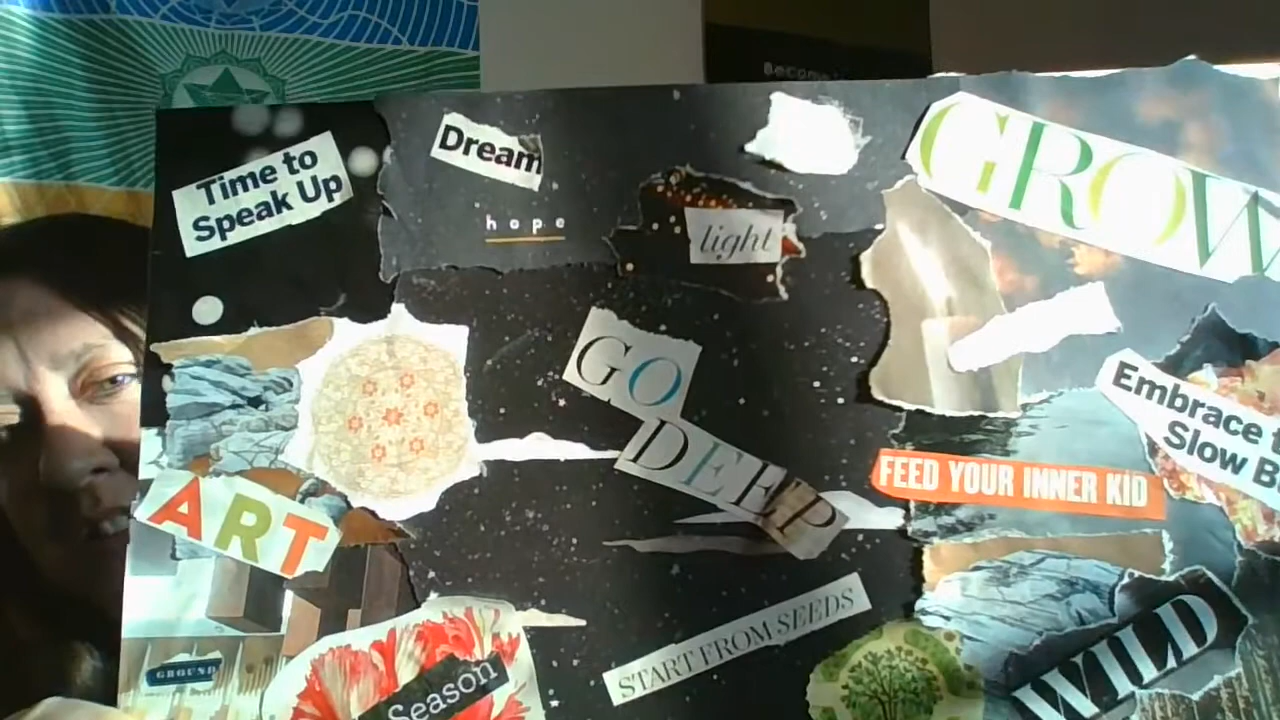 Become
Time to
Speak Up
Dream
hope
light
GROW
GO
DEEP
Embrace
Slow B
FEED YOUR INNER KID
ART
START FROM SEEDS
WILD
GROUND
Season